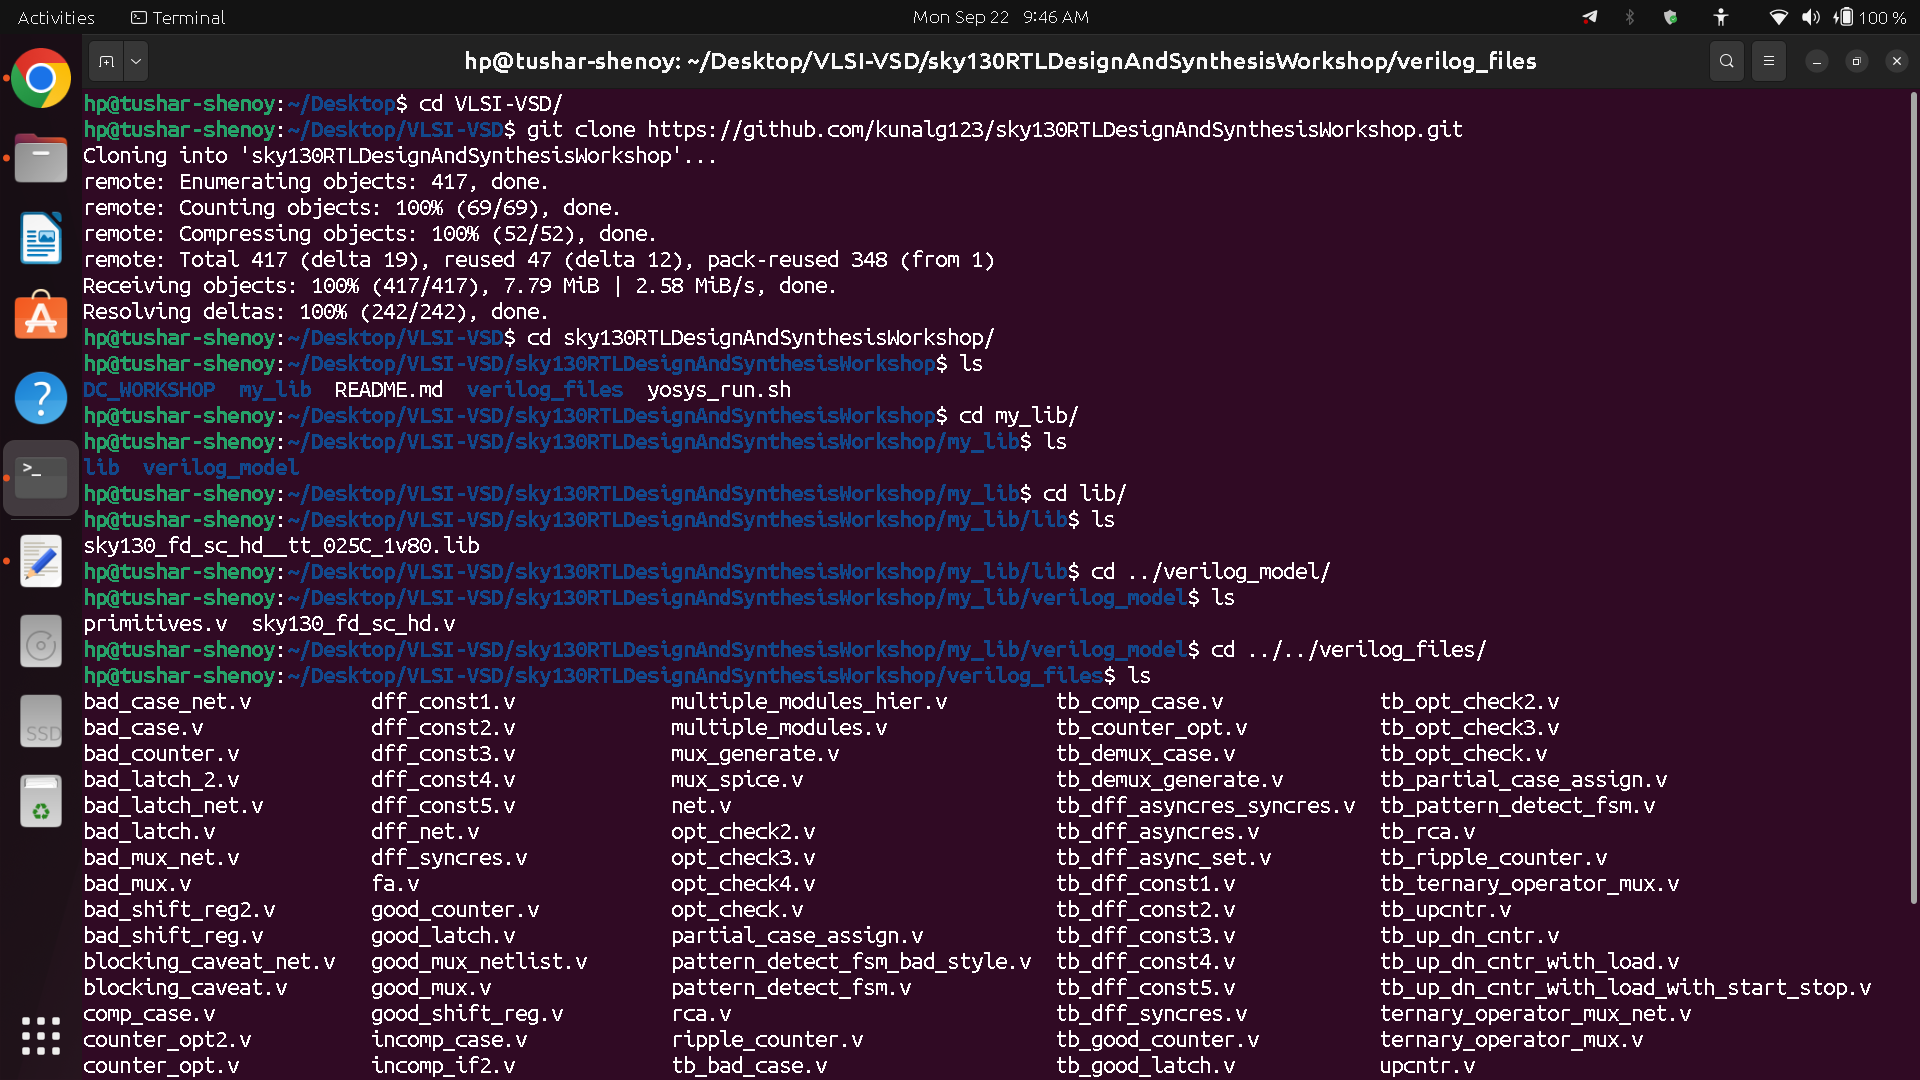 Activities Terminal Mon Sep 22 9:46 AM 100 %
hp@tushar-shenoy: ~/Desktop/VLSI-VSD/sky130RTLDesignAndSynthesisWorkshop/verilog_files
hp@tushar-shenoy:~/Desktop$ cd VLSI-VSD/
hp@tushar-shenoy:~/Desktop/VLSI-VSD$ git clone https://github.com/kunalg123/sky130RTLDesignAndSynthesisWorkshop.git
Cloning into 'sky130RTLDesignAndSynthesisWorkshop'...
remote: Enumerating objects: 417, done.
remote: Counting objects: 100% (69/69), done.
remote: Compressing objects: 100% (52/52), done.
remote: Total 417 (delta 19), reused 47 (delta 12), pack-reused 348 (from 1)
Receiving objects: 100% (417/417), 7.79 MiB | 2.58 MiB/s, done.
Resolving deltas: 100% (242/242), done.
hp@tushar-shenoy:~/Desktop/VLSI-VSD$ cd sky130RTLDesignAndSynthesisWorkshop/
hp@tushar-shenoy:~/Desktop/VLSI-VSD/sky130RTLDesignAndSynthesisWorkshop$ ls
DC_WORKSHOP my_lib README.md verilog_files yosys_run.sh
hp@tushar-shenoy:~/Desktop/VLSI-VSD/sky130RTLDesignAndSynthesisWorkshop$ cd my_lib/
hp@tushar-shenoy:~/Desktop/VLSI-VSD/sky130RTLDesignAndSynthesisWorkshop/my_lib$ ls
lib verilog_model
hp@tushar-shenoy:~/Desktop/VLSI-VSD/sky130RTLDesignAndSynthesisWorkshop/my_lib$ cd lib/
hp@tushar-shenoy:~/Desktop/VLSI-VSD/sky130RTLDesignAndSynthesisWorkshop/my_lib/lib$ ls
sky130_fd_sc_hd__tt_025C_1v80.lib
hp@tushar-shenoy:~/Desktop/VLSI-VSD/sky130RTLDesignAndSynthesisWorkshop/my_lib/lib$ cd ../verilog_model/
hp@tushar-shenoy:~/Desktop/VLSI-VSD/sky130RTLDesignAndSynthesisWorkshop/my_lib/verilog_model$ ls
primitives.v sky130_fd_sc_hd.v
hp@tushar-shenoy:~/Desktop/VLSI-VSD/sky130RTLDesignAndSynthesisWorkshop/my_lib/verilog_model$ cd ../../verilog_files/
hp@tushar-shenoy:~/Desktop/VLSI-VSD/sky130RTLDesignAndSynthesisWorkshop/verilog_files$ ls
bad_case_net.v dff_const1.v multiple_modules_hier.v tb_comp_case.v tb_opt_check2.v
bad_case.v dff_const2.v multiple_modules.v tb_counter_opt.v tb_opt_check3.v
bad_counter.v dff_const3.v mux_generate.v tb_demux_case.v tb_opt_check.v
bad_latch_2.v dff_const4.v mux_spice.v tb_demux_generate.v tb_partial_case_assign.v
bad_latch_net.v dff_const5.v net.v tb_dff_asyncres_syncres.v tb_pattern_detect_fsm.v
bad_latch.v dff_net.v opt_check2.v tb_dff_asyncres.v tb_rca.v
bad_mux_net.v dff_syncres.v opt_check3.v tb_dff_async_set.v tb_ripple_counter.v
bad_mux.v fa.v opt_check4.v tb_dff_const1.v tb_ternary_operator_mux.v
bad_shift_reg2.v good_counter.v opt_check.v tb_dff_const2.v tb_upcntr.v
bad_shift_reg.v good_latch.v partial_case_assign.v tb_dff_const3.v tb_up_dn_cntr.v
blocking_caveat_net.v good_mux_netlist.v pattern_detect_fsm_bad_style.v tb_dff_const4.v tb_up_dn_cntr_with_load.v
blocking_caveat.v good_mux.v pattern_detect_fsm.v tb_dff_const5.v tb_up_dn_cntr_with_load_with_start_stop.v
comp_case.v good_shift_reg.v rca.v tb_dff_syncres.v ternary_operator_mux_net.v
counter_opt2.v incomp_case.v ripple_counter.v tb_good_counter.v ternary_operator_mux.v
counter_opt.v incomp_if2.v tb_bad_case.v tb_good_latch.v upcntr.v
SSD